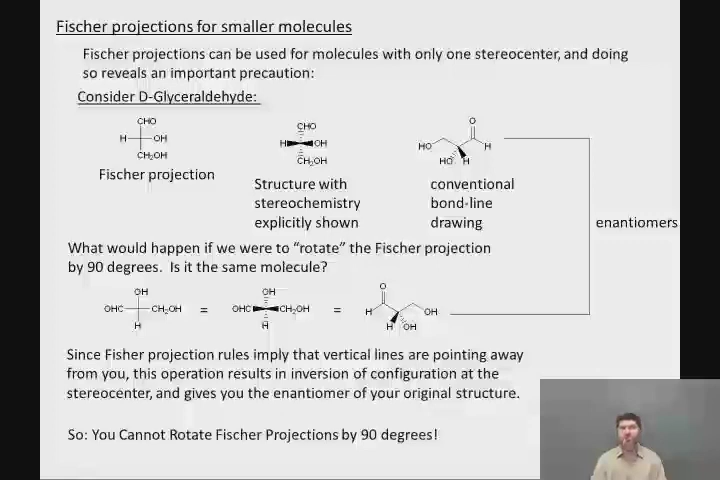 Fischer projections for smaller molecules
Fischer projections can be used for molecules with only one stereocenter, and doing
so reveals an important precaution:
Consider D-Glyceraldehyde:
CHO
H OH
CH₂OH
Fischer projection
CHO
H OH
CH₂OH
Structure with
stereochemistry
explicitly shown
O
HO H
HO H
conventional
bond-line
drawing
enantiomers
What would happen if we were to “rotate” the Fischer projection
by 90 degrees. Is it the same molecule?
OH
OHC CH₂OH
H
=
OH
OHC CH₂OH
H
=
O
H OH
H OH
Since Fisher projection rules imply that vertical lines are pointing away
from you, this operation results in inversion of configuration at the
stereocenter, and gives you the enantiomer of your original structure.
So: You Cannot Rotate Fischer Projections by 90 degrees!